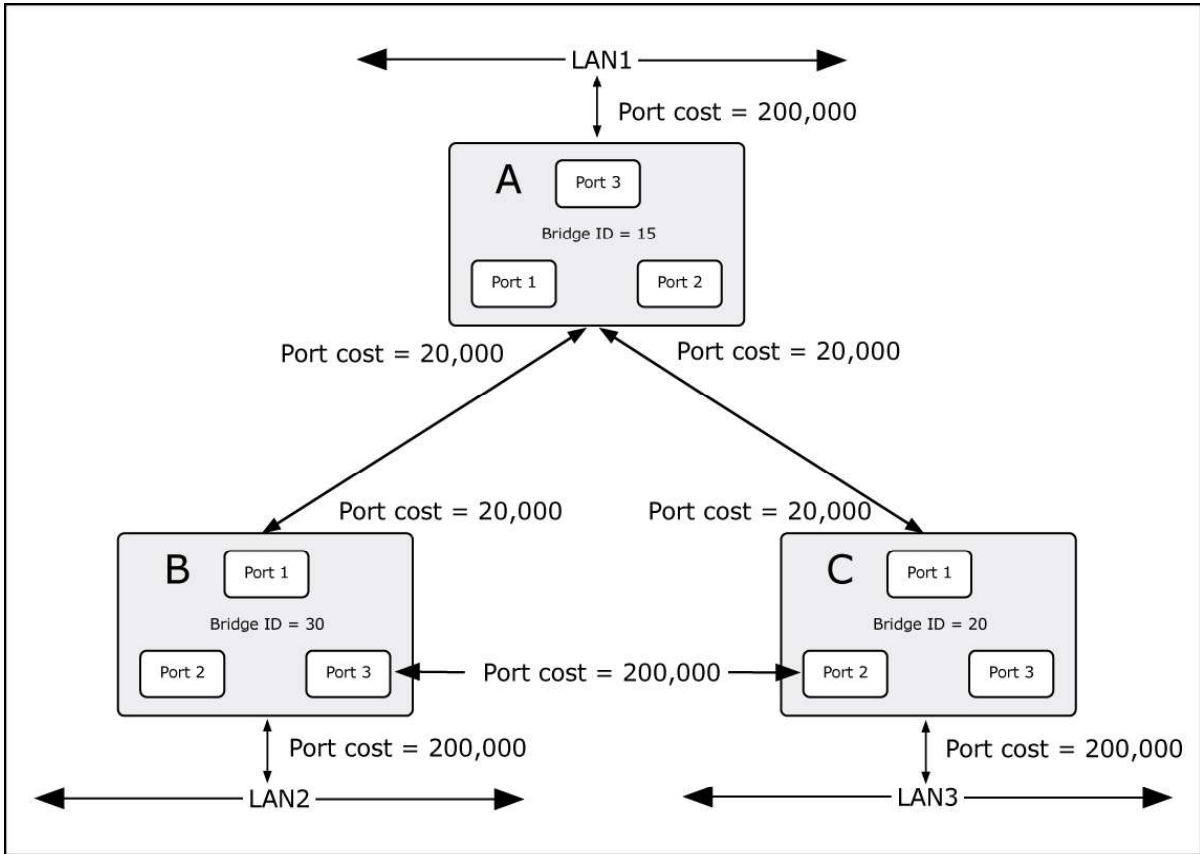 LAN1
Port cost = 200,000
A
Port 3
Bridge ID = 15
Port 1
Port 2
Port cost = 20,000
Port cost = 20,000
Port cost = 20,000
Port cost = 20,000
B
Port 1
Bridge ID = 30
Port 2
Port 3
C
Port 1
Bridge ID = 20
Port 2
Port 3
Port cost = 200,000
Port cost = 200,000
LAN2
Port cost = 200,000
LAN3